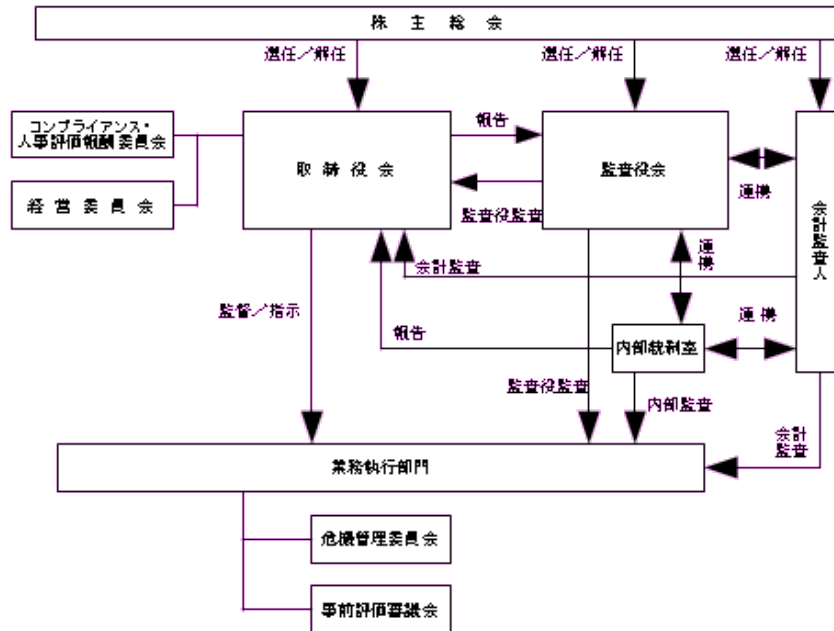 株主総会
選任／解任
選任／解任
選任／解任
コンプライアンス・
人事評価報酬委員会
経営委員会
取締役会
報告
監査役会
監査役監査
連携
会計監査人
会計監査
連携
監督／指示
報告
内部統制室
連携
監査役監査
内部監査
会計
監査
業務執行部門
危機管理委員会
事前評価審議会